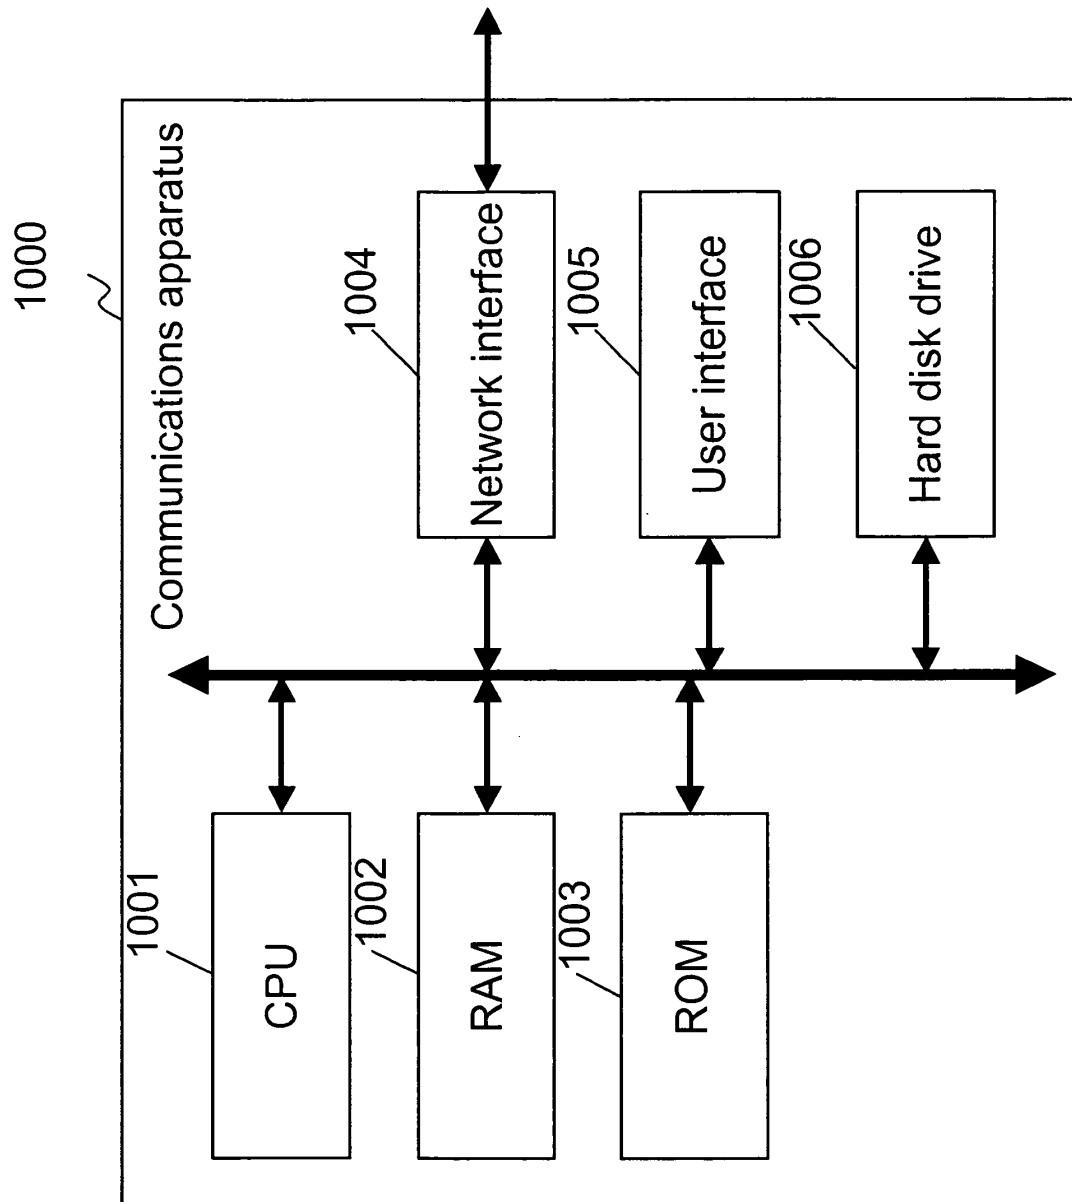 1000
Communications apparatus
1001
CPU
1002
RAM
1003
ROM
1004
Network interface
1005
User interface
1006
Hard disk drive